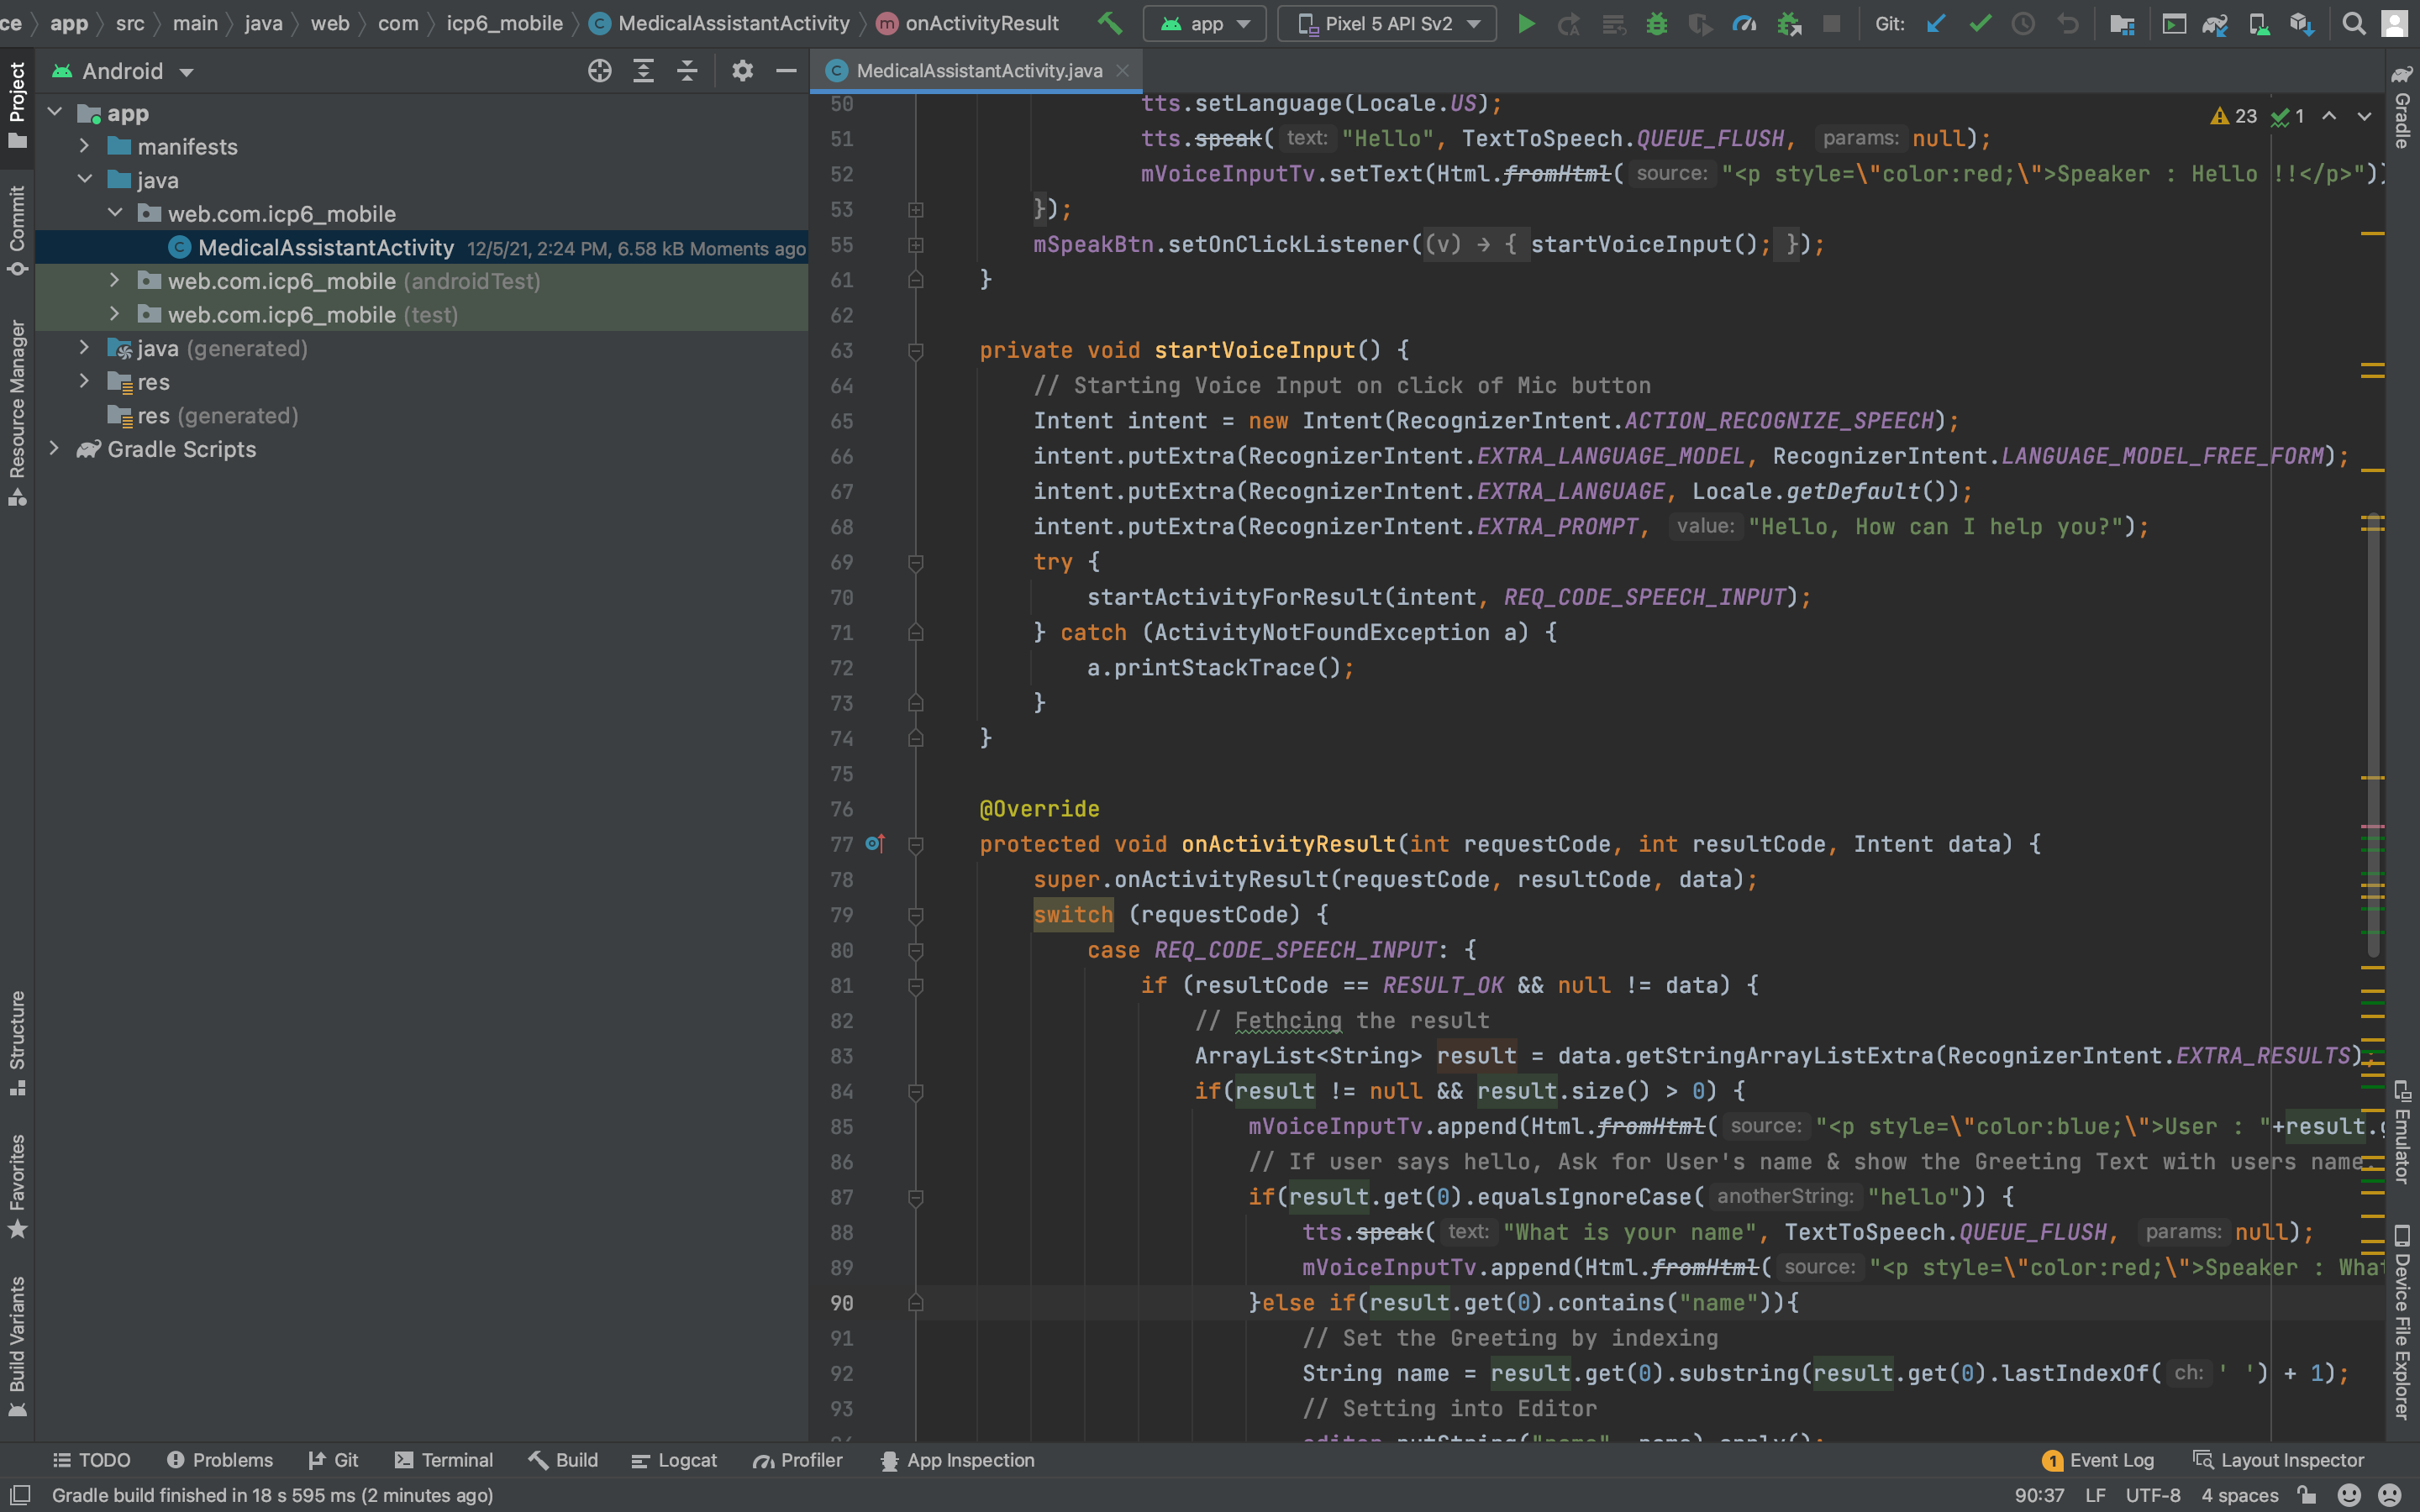 ce app src main java web com icp6_mobile MedicalAssistantActivity onActivityResult app Pixel 5 API Sv2 Git:
Project
Commit
Resource Manager
Structure
Favorites
Build Variants
Android
app
manifests
java
web.com.icp6_mobile
MedicalAssistantActivity 12/5/21, 2:24 PM, 6.58 kB Moments ago
web.com.icp6_mobile (androidTest)
web.com.icp6_mobile (test)
java (generated)
res
res (generated)
Gradle Scripts
MedicalAssistantActivity.java
23 1
50 tts.setLanguage(Locale.US);
51 tts.speak( text: "Hello", TextToSpeech.QUEUE_FLUSH, params: null);
52 mVoiceInputTv.setText(Html.fromHtml( source: "<p style=\"color:red;\">Speaker : Hello !!</p>"))
53 });
55 mSpeakBtn.setOnClickListener((v) → { startVoiceInput(); });
61 }
62
63 private void startVoiceInput() {
64 // Starting Voice Input on click of Mic button
65 Intent intent = new Intent(RecognizerIntent.ACTION_RECOGNIZE_SPEECH);
66 intent.putExtra(RecognizerIntent.EXTRA_LANGUAGE_MODEL, RecognizerIntent.LANGUAGE_MODEL_FREE_FORM);
67 intent.putExtra(RecognizerIntent.EXTRA_LANGUAGE, Locale.getDefault());
68 intent.putExtra(RecognizerIntent.EXTRA_PROMPT, value: "Hello, How can I help you?");
69 try {
70 startActivityForResult(intent, REQ_CODE_SPEECH_INPUT);
71 } catch (ActivityNotFoundException a) {
72 a.printStackTrace();
73 }
74 }
75
76 @Override
77 protected void onActivityResult(int requestCode, int resultCode, Intent data) {
78 super.onActivityResult(requestCode, resultCode, data);
79 switch (requestCode) {
80 case REQ_CODE_SPEECH_INPUT: {
81 if (resultCode == RESULT_OK && null != data) {
82 // Fethcing the result
83 ArrayList<String> result = data.getStringArrayListExtra(RecognizerIntent.EXTRA_RESULTS);
84 if(result != null && result.size() > 0) {
85 mVoiceInputTv.append(Html.fromHtml( source: "<p style=\"color:blue;\">User : "+result.g
86 // If user says hello, Ask for User's name & show the Greeting Text with users name.
87 if(result.get(0).equalsIgnoreCase( anotherString: "hello")) {
88 tts.speak( text: "What is your name", TextToSpeech.QUEUE_FLUSH, params: null);
89 mVoiceInputTv.append(Html.fromHtml( source: "<p style=\"color:red;\">Speaker : What
90 }else if(result.get(0).contains("name")){
91 // Set the Greeting by indexing
92 String name = result.get(0).substring(result.get(0).lastIndexOf( ch: ' ') + 1);
93 // Setting into Editor
editor.putString("name", name).apply();
Gradle
Emulator
Device File Explorer
TODO Problems Git Terminal Build Logcat Profiler App Inspection 1 Event Log Layout Inspector
Gradle build finished in 18 s 595 ms (2 minutes ago) 90:37 LF UTF-8 4 spaces